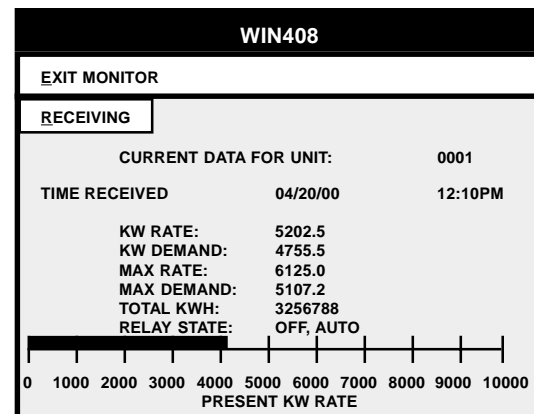 WIN408
EXIT MONITOR
RECEIVING
CURRENT DATA FOR UNIT: 0001
TIME RECEIVED 04/20/00 12:10PM
KW RATE: 5202.5
KW DEMAND: 4755.5
MAX RATE: 6125.0
MAX DEMAND: 5107.2
TOTAL KWH: 3256788
RELAY STATE: OFF, AUTO
0 1000 2000 3000 4000 5000 6000 7000 8000 9000 10000
PRESENT KW RATE